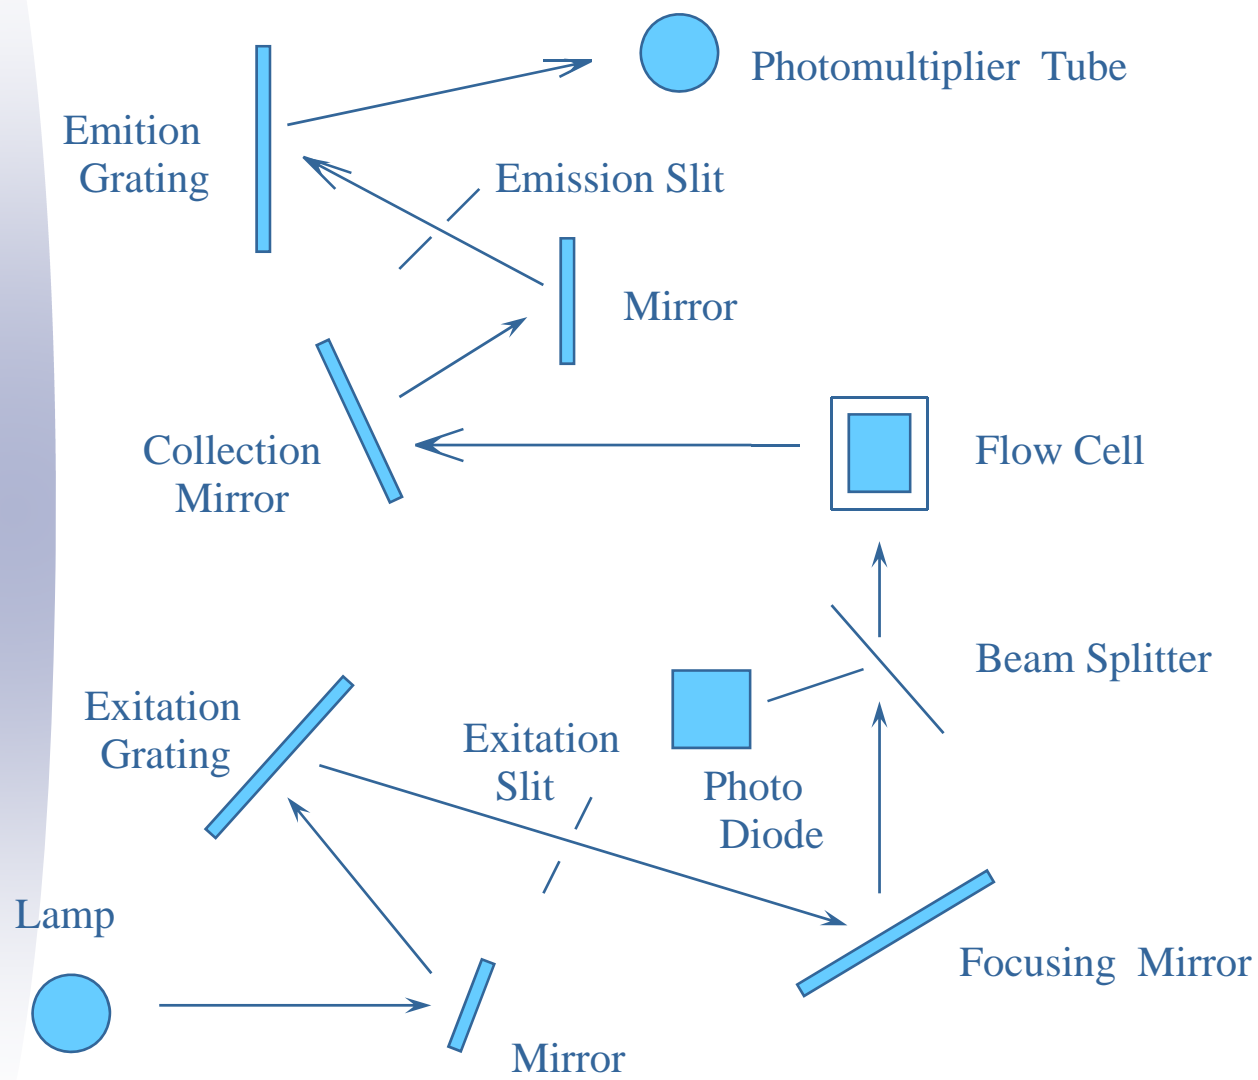 Photomultiplier Tube
Emition
Grating
Emission Slit
Mirror
Collection
Mirror
Flow Cell
Beam Splitter
Exitation
Grating
Exitation
Slit
Photo
Diode
Lamp
Focusing Mirror
Mirror